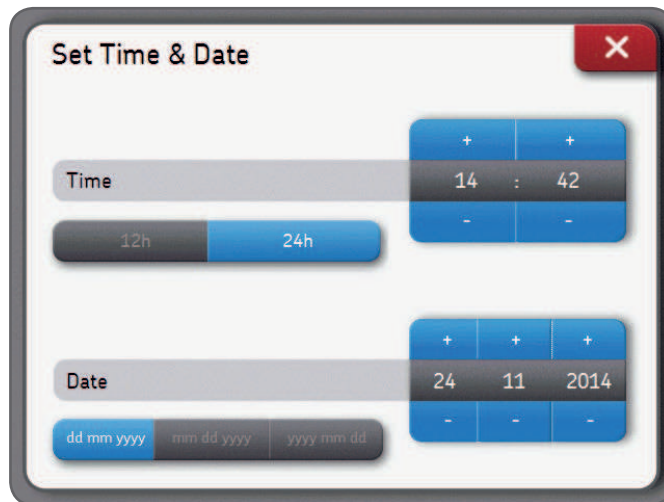 Set Time & Date
+ +
Time 14 : 42
- -
12h 24h
+ + +
Date 24 11 2014
- - -
dd mm yyyy mm dd yyyy yyyy mm dd